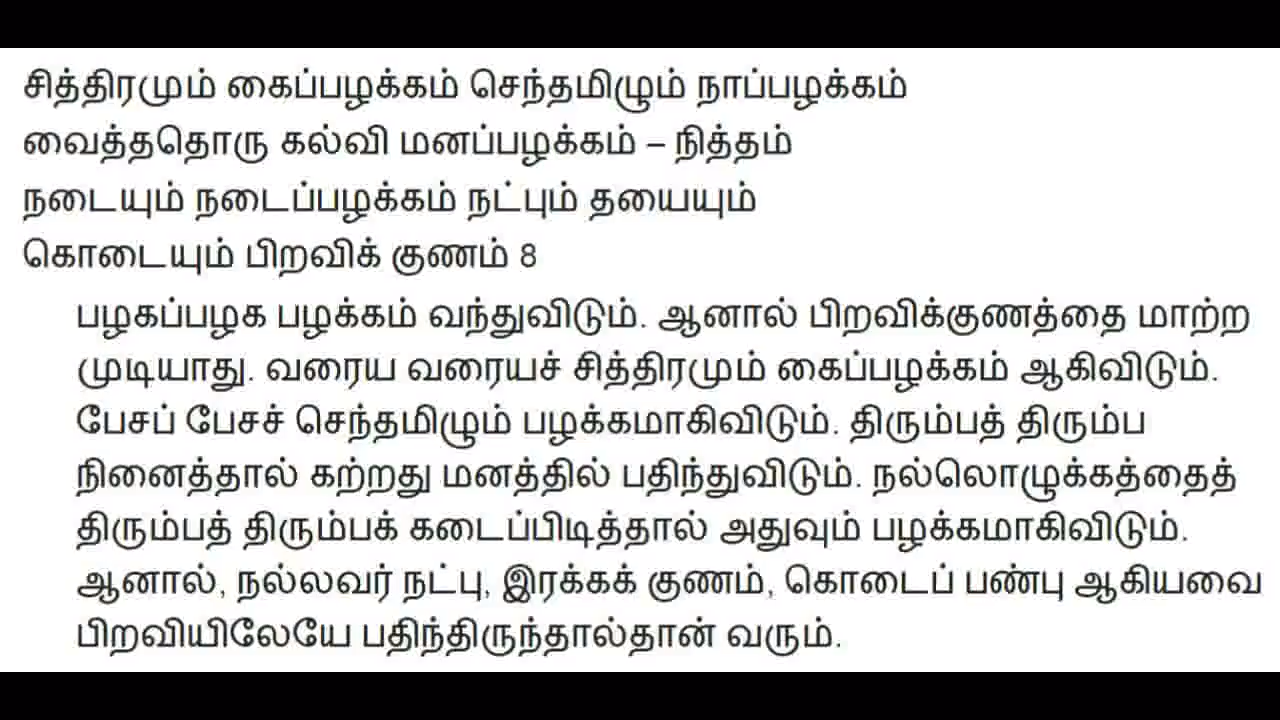 சித்திரமும் கைப்பழக்கம் செந்தமிழும் நாப்பழக்கம்
வைத்ததொரு கல்வி மனப்பழக்கம் – நித்தம்
நடையும் நடைப்பழக்கம் நட்பும் தயையும்
கொடையும் பிறவிக் குணம் 8
பழகப்பழக பழக்கம் வந்துவிடும். ஆனால் பிறவிக்குணத்தை மாற்ற
முடியாது. வரைய வரையச் சித்திரமும் கைப்பழக்கம் ஆகிவிடும்.
பேசப் பேசச் செந்தமிழும் பழக்கமாகிவிடும். திரும்பத் திரும்ப
நினைத்தால் கற்றது மனத்தில் பதிந்துவிடும். நல்லொழுக்கத்தைத்
திரும்பத் திரும்பக் கடைப்பிடித்தால் அதுவும் பழக்கமாகிவிடும்.
ஆனால், நல்லவர் நட்பு, இரக்கக் குணம், கொடைப் பண்பு ஆகியவை
பிறவியிலேயே பதிந்திருந்தால்தான் வரும்.